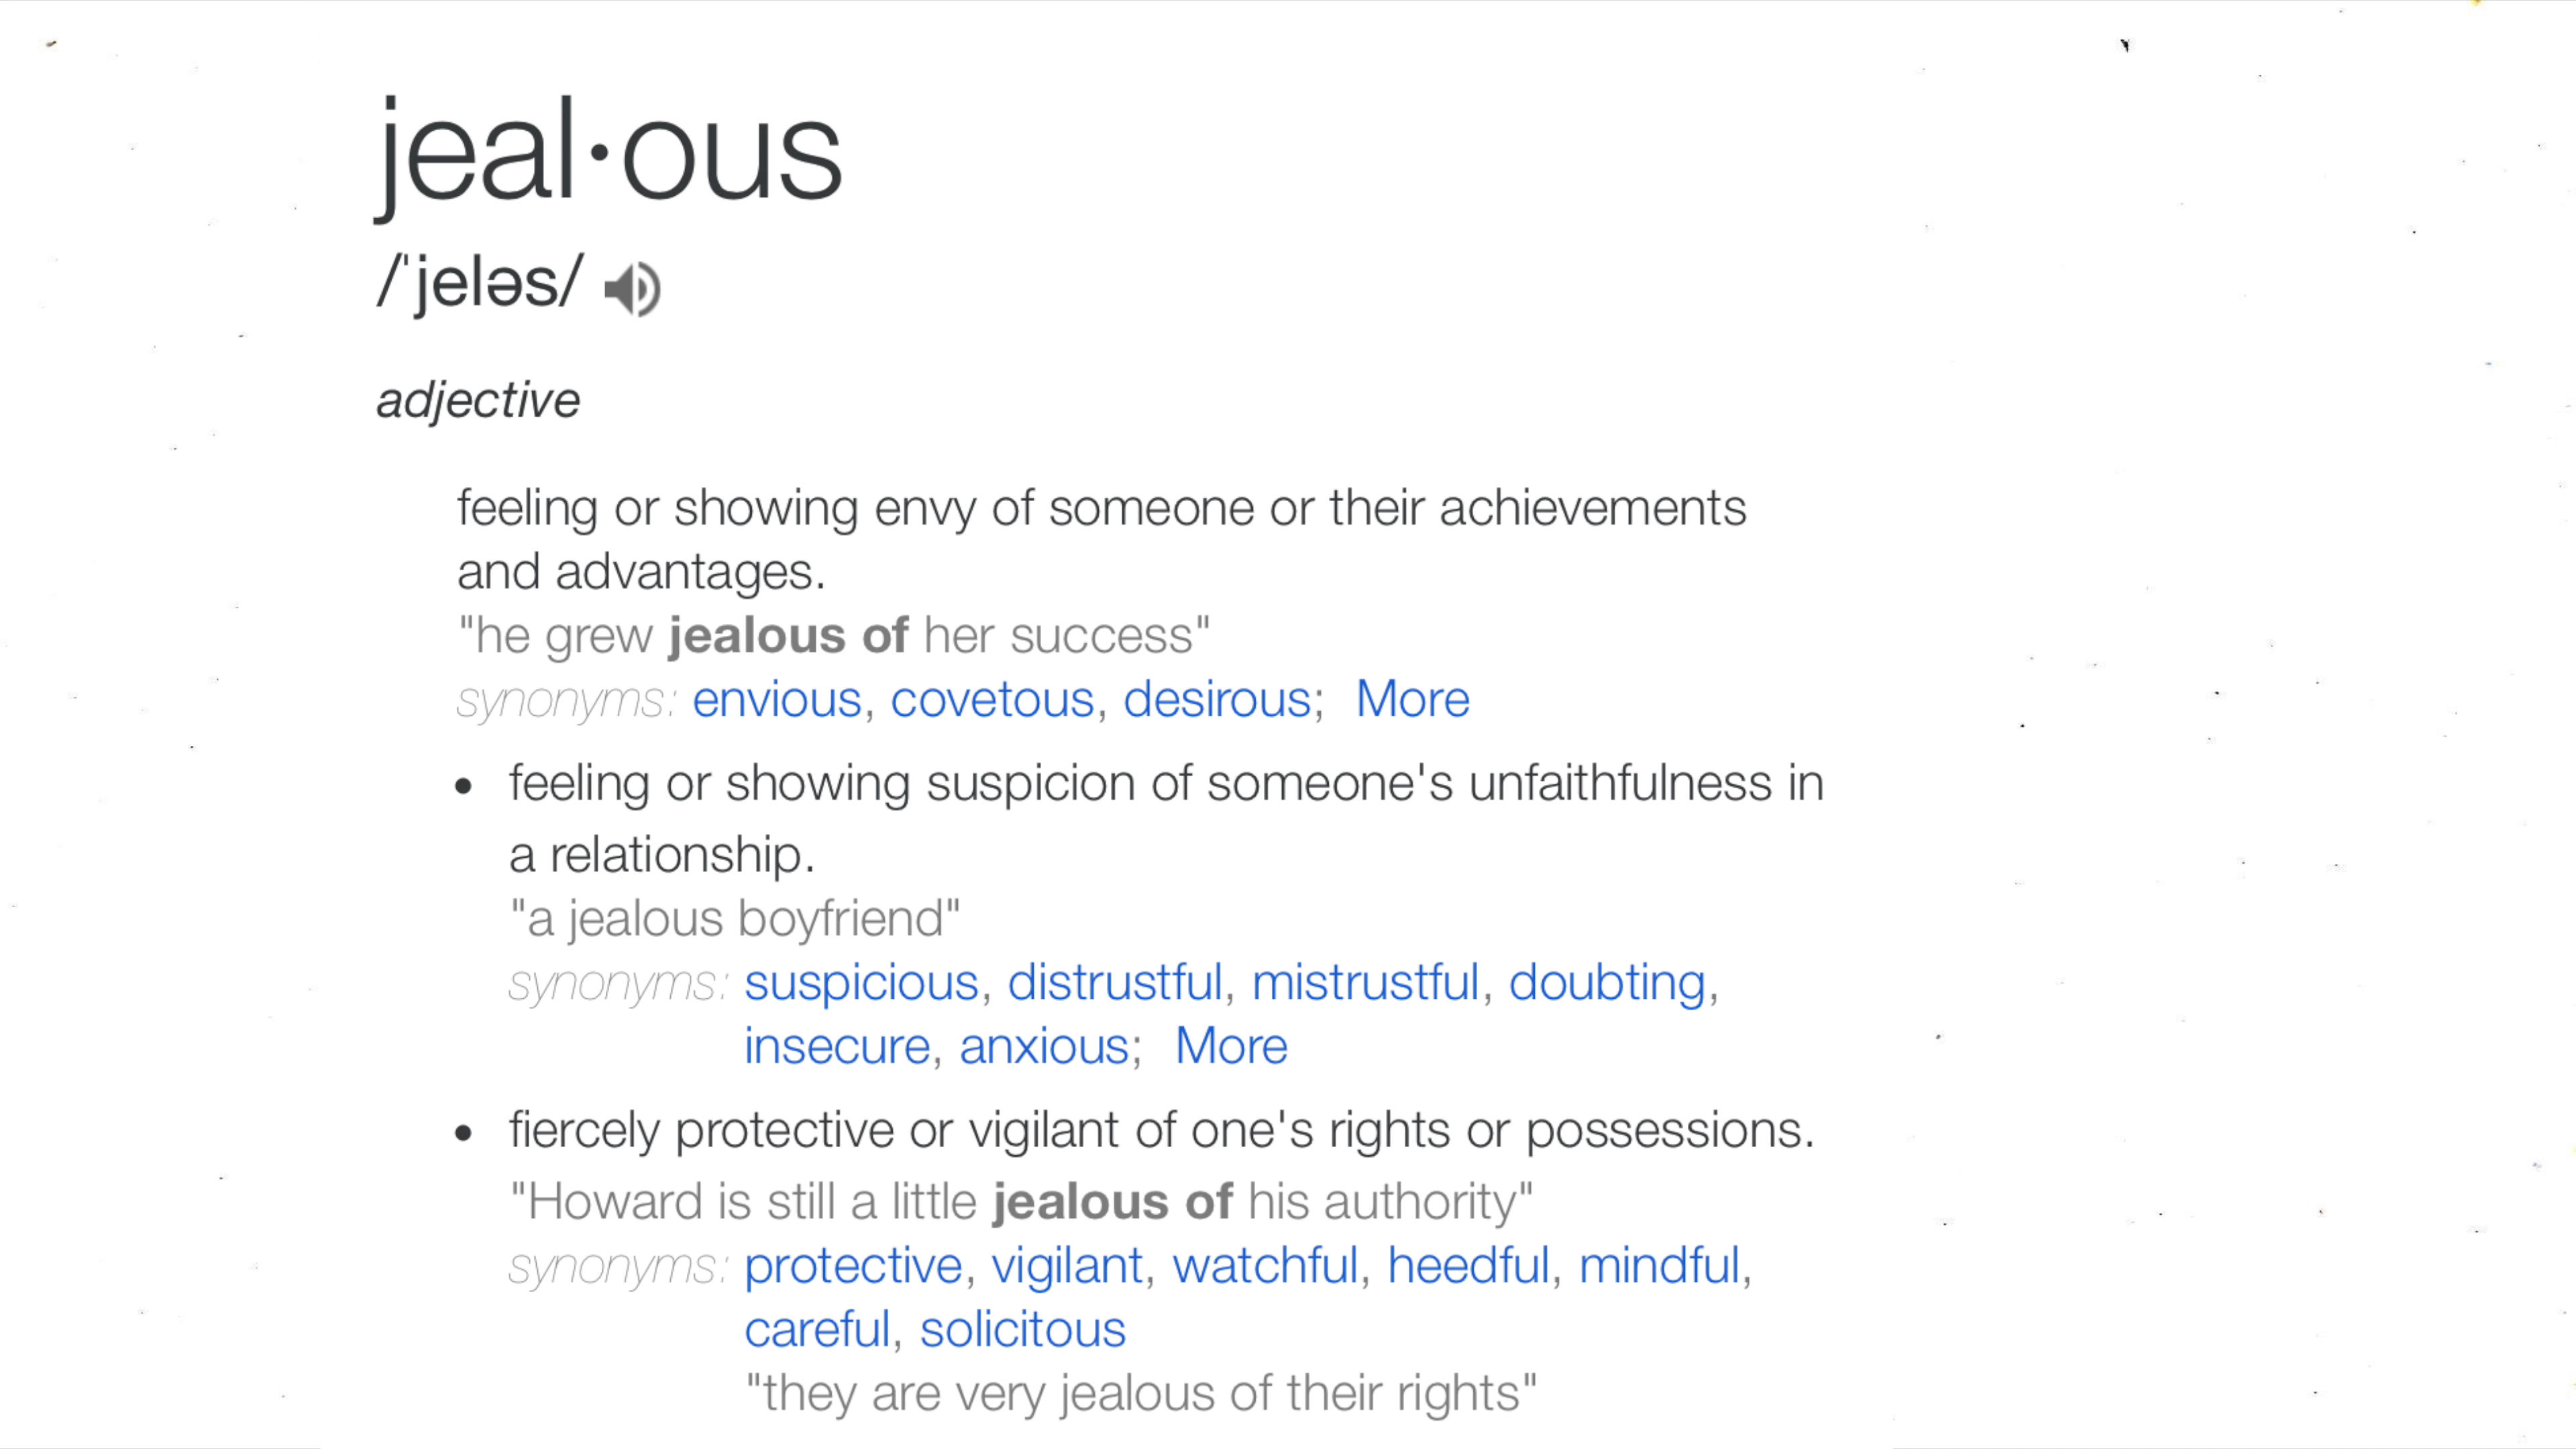 jeal·ous
/ˈjeləs/
adjective
feeling or showing envy of someone or their achievements
and advantages.
"he grew jealous of her success"
synonyms: envious, covetous, desirous; More
• feeling or showing suspicion of someone's unfaithfulness in
a relationship.
"a jealous boyfriend"
synonyms: suspicious, distrustful, mistrustful, doubting,
insecure, anxious; More
• fiercely protective or vigilant of one's rights or possessions.
"Howard is still a little jealous of his authority"
synonyms: protective, vigilant, watchful, heedful, mindful,
careful, solicitous
"they are very jealous of their rights"